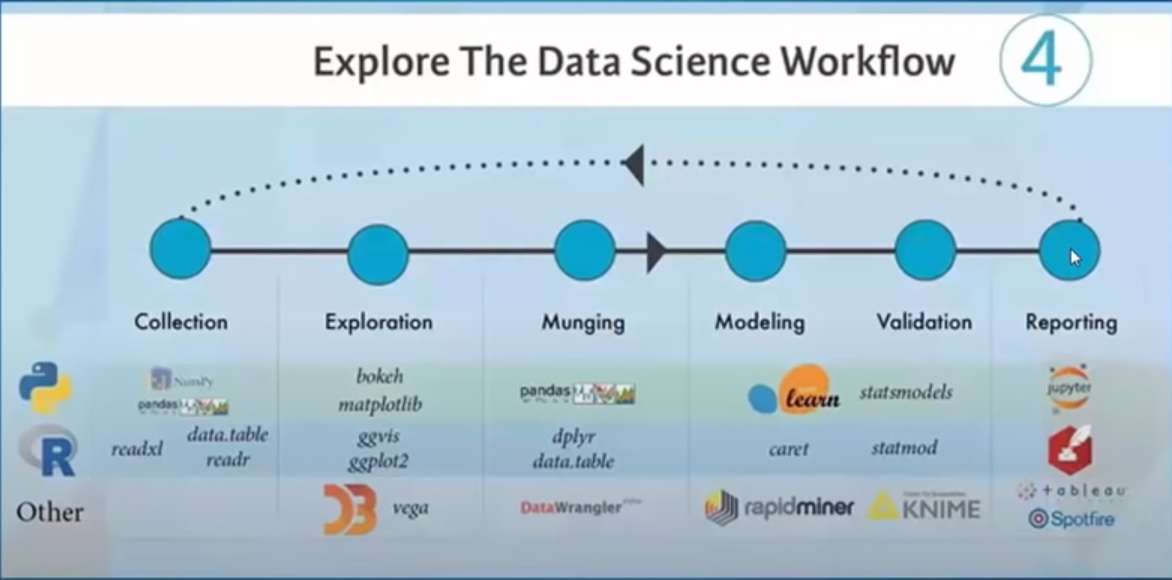 Explore The Data Science Workflow
4
Collection Exploration Munging Modeling Validation Reporting
NumPy
pandas
bokeh
matplotlib
pandas
learn
statsmodels
jupyter
R
readxl
data.table
readr
ggvis
ggplot2
dplyr
data.table
caret
statmod
Other
vega
DataWrangler
rapidminer
KNIME
tableau
Spotfire